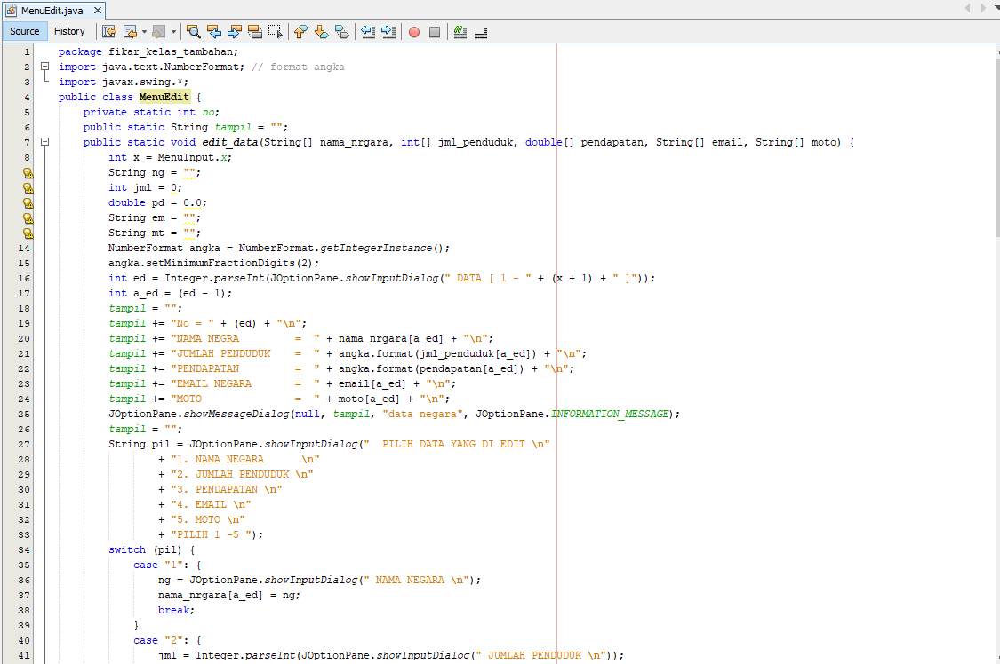 MenuEdit.java
Source History
1 package fikar_kelas_tambahan;
2 import java.text.NumberFormat; // format angka
3 import javax.swing.*;
4 public class MenuEdit {
5 private static int no;
6 public static String tampil = "";
7 public static void edit_data(String[] nama_nrgara, int[] jml_penduduk, double[] pendapatan, String[] email, String[] moto) {
8 int x = MenuInput.x;
String ng = "";
int jml = 0;
double pd = 0.0;
String em = "";
String mt = "";
14 NumberFormat angka = NumberFormat.getIntegerInstance();
15 angka.setMinimumFractionDigits(2);
16 int ed = Integer.parseInt(JOptionPane.showInputDialog(" DATA [ 1 - " + (x + 1) + " ]"));
17 int a_ed = (ed - 1);
18 tampil = "";
19 tampil += "No = " + (ed) + "\n";
20 tampil += "NAMA NEGRA         =  " + nama_nrgara[a_ed] + "\n";
21 tampil += "JUMLAH PENDUDUK    =  " + angka.format(jml_penduduk[a_ed]) + "\n";
22 tampil += "PENDAPATAN         =  " + angka.format(pendapatan[a_ed]) + "\n";
23 tampil += "EMAIL NEGARA       =  " + email[a_ed] + "\n";
24 tampil += "MOTO               =  " + moto[a_ed] + "\n";
25 JOptionPane.showMessageDialog(null, tampil, "data negara", JOptionPane.INFORMATION_MESSAGE);
26 tampil = "";
27 String pil = JOptionPane.showInputDialog("  PILIH DATA YANG DI EDIT \n"
28 + "1. NAMA NEGARA      \n"
29 + "2. JUMLAH PENDUDUK \n"
30 + "3. PENDAPATAN \n"
31 + "4. EMAIL \n"
32 + "5. MOTO \n"
33 + "PILIH 1 -5 ");
34 switch (pil) {
35 case "1": {
36 ng = JOptionPane.showInputDialog(" NAMA NEGARA \n");
37 nama_nrgara[a_ed] = ng;
38 break;
39 }
40 case "2": {
41 jml = Integer.parseInt(JOptionPane.showInputDialog(" JUMLAH PENDUDUK \n"));